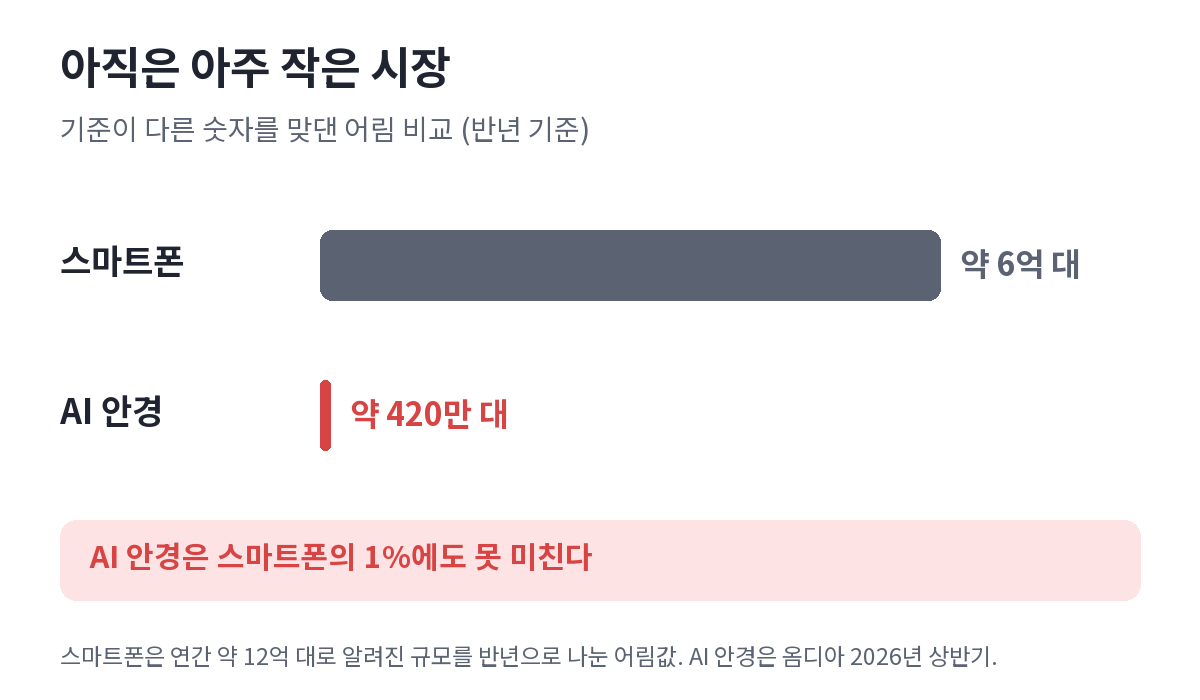 아직은 아주 작은 시장
기준이 다른 숫자를 맞댄 어림 비교 (반년 기준)
스마트폰
약 6억 대
AI 안경
약 420만 대
AI 안경은 스마트폰의 1%에도 못 미친다
스마트폰은 연간 약 12억 대로 알려진 규모를 반년으로 나눈 어림값. AI 안경은 옴디아 2026년 상반기.